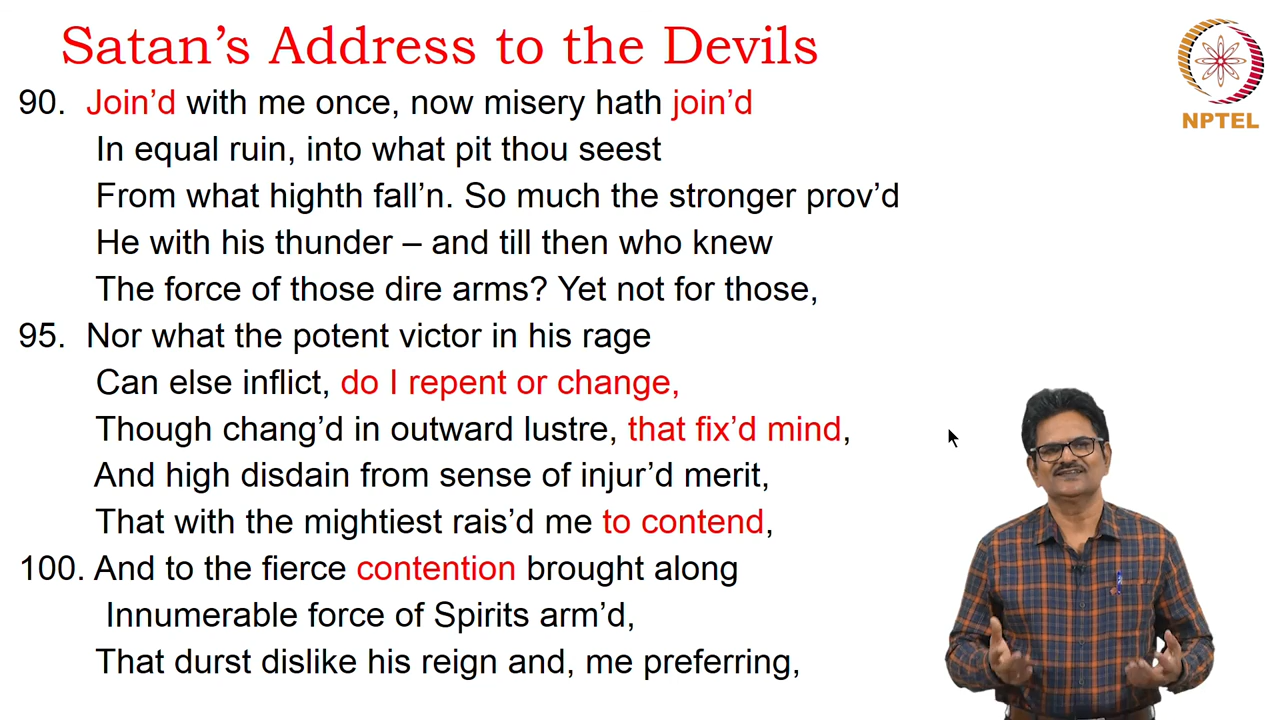 Satan's Address to the Devils
NPTEL
90. Join'd with me once, now misery hath join'd
In equal ruin, into what pit thou seest
From what highth fall'n. So much the stronger prov'd
He with his thunder – and till then who knew
The force of those dire arms? Yet not for those,
95. Nor what the potent victor in his rage
Can else inflict, do I repent or change,
Though chang'd in outward lustre, that fix'd mind,
And high disdain from sense of injur'd merit,
That with the mightiest rais'd me to contend,
100. And to the fierce contention brought along
Innumerable force of Spirits arm'd,
That durst dislike his reign and, me preferring,